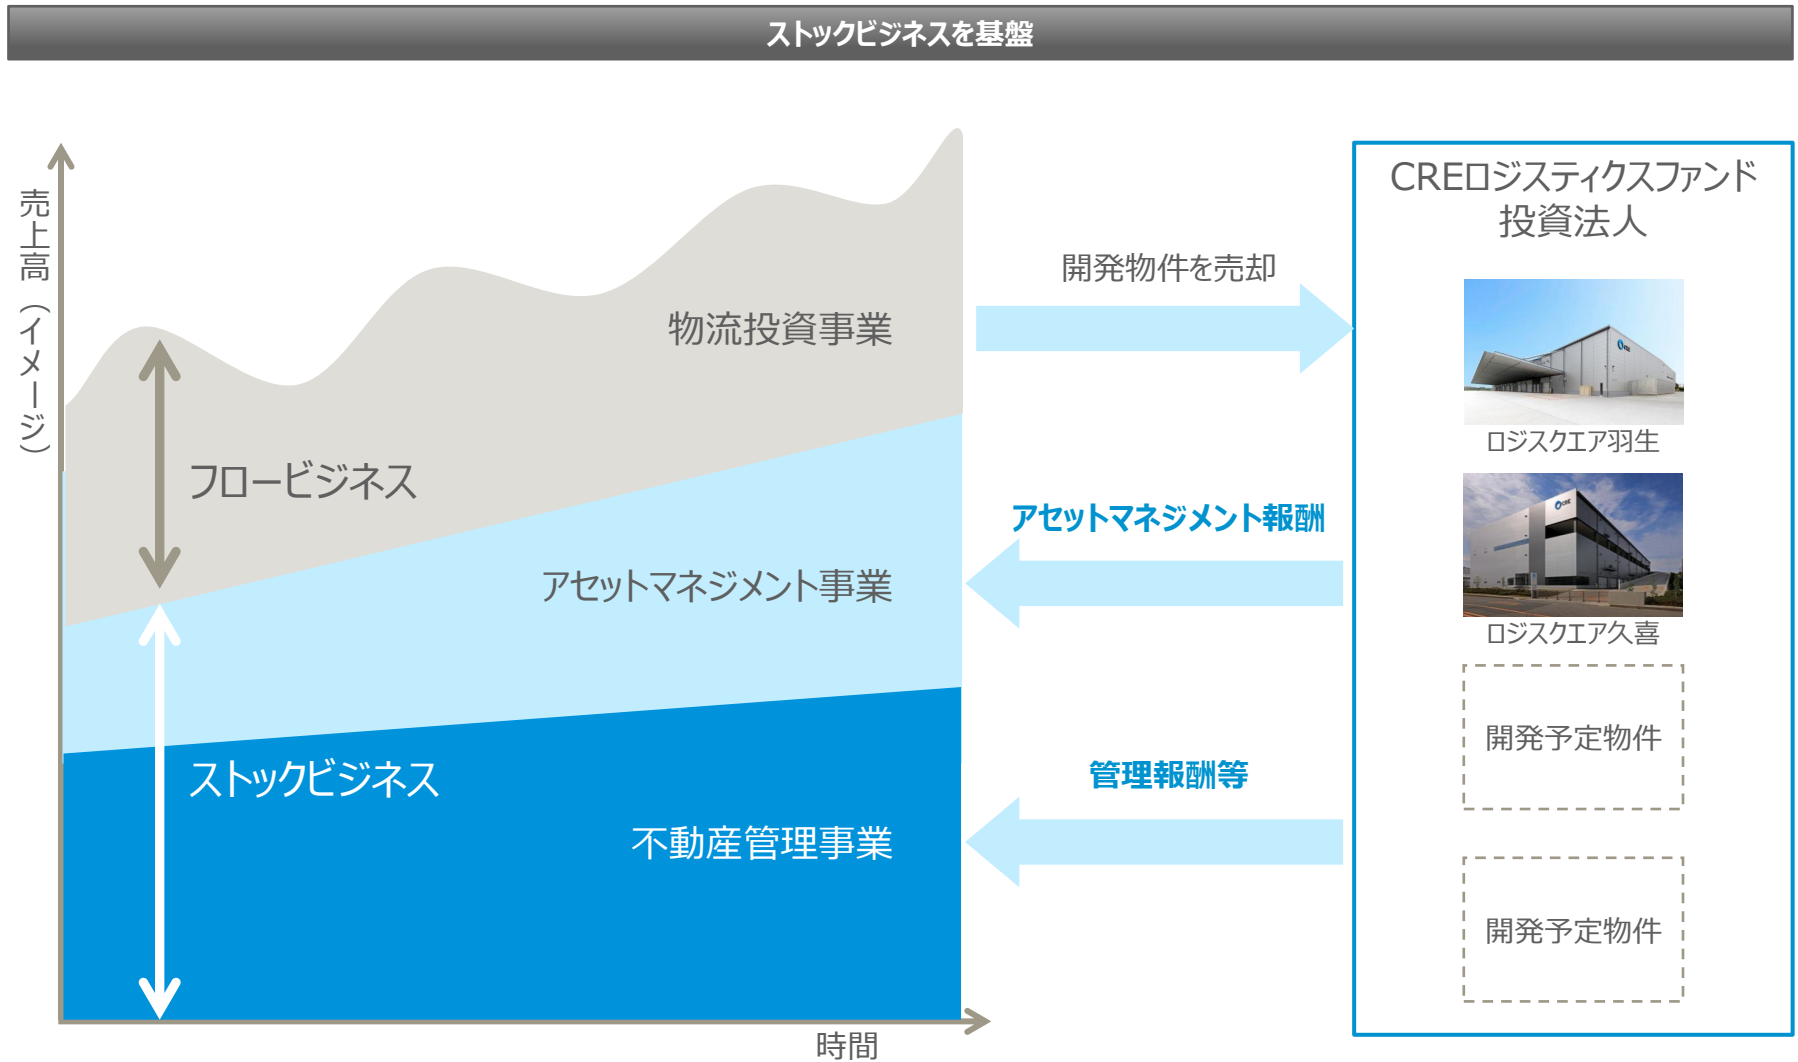 ストックビジネスを基盤
売上高（イメージ）
物流投資事業
フロービジネス
アセットマネジメント事業
ストックビジネス
不動産管理事業
時間
開発物件を売却
アセットマネジメント報酬
管理報酬等
CREロジスティクスファンド
投資法人
CRE
ロジスクエア羽生
CRE
ロジスクエア久喜
開発予定物件
開発予定物件